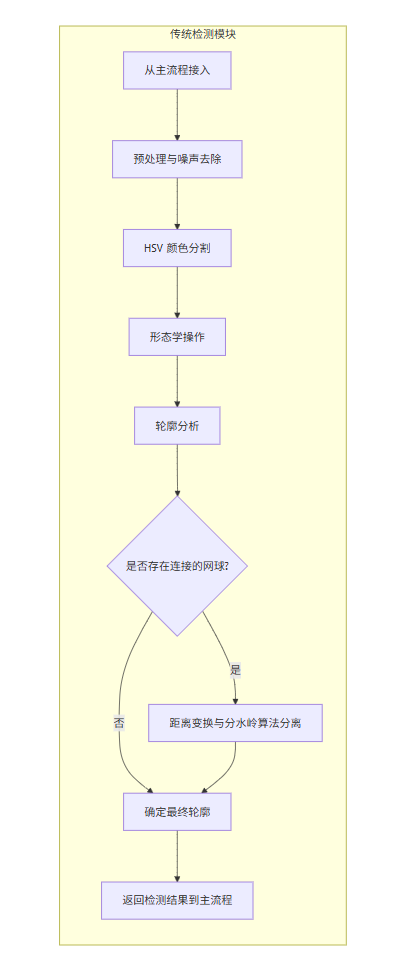 传统检测模块
从主流程接入
预处理与噪声去除
HSV 颜色分割
形态学操作
轮廓分析
是否存在连接的网球?
是
否
距离变换与分水岭算法分离
确定最终轮廓
返回检测结果到主流程